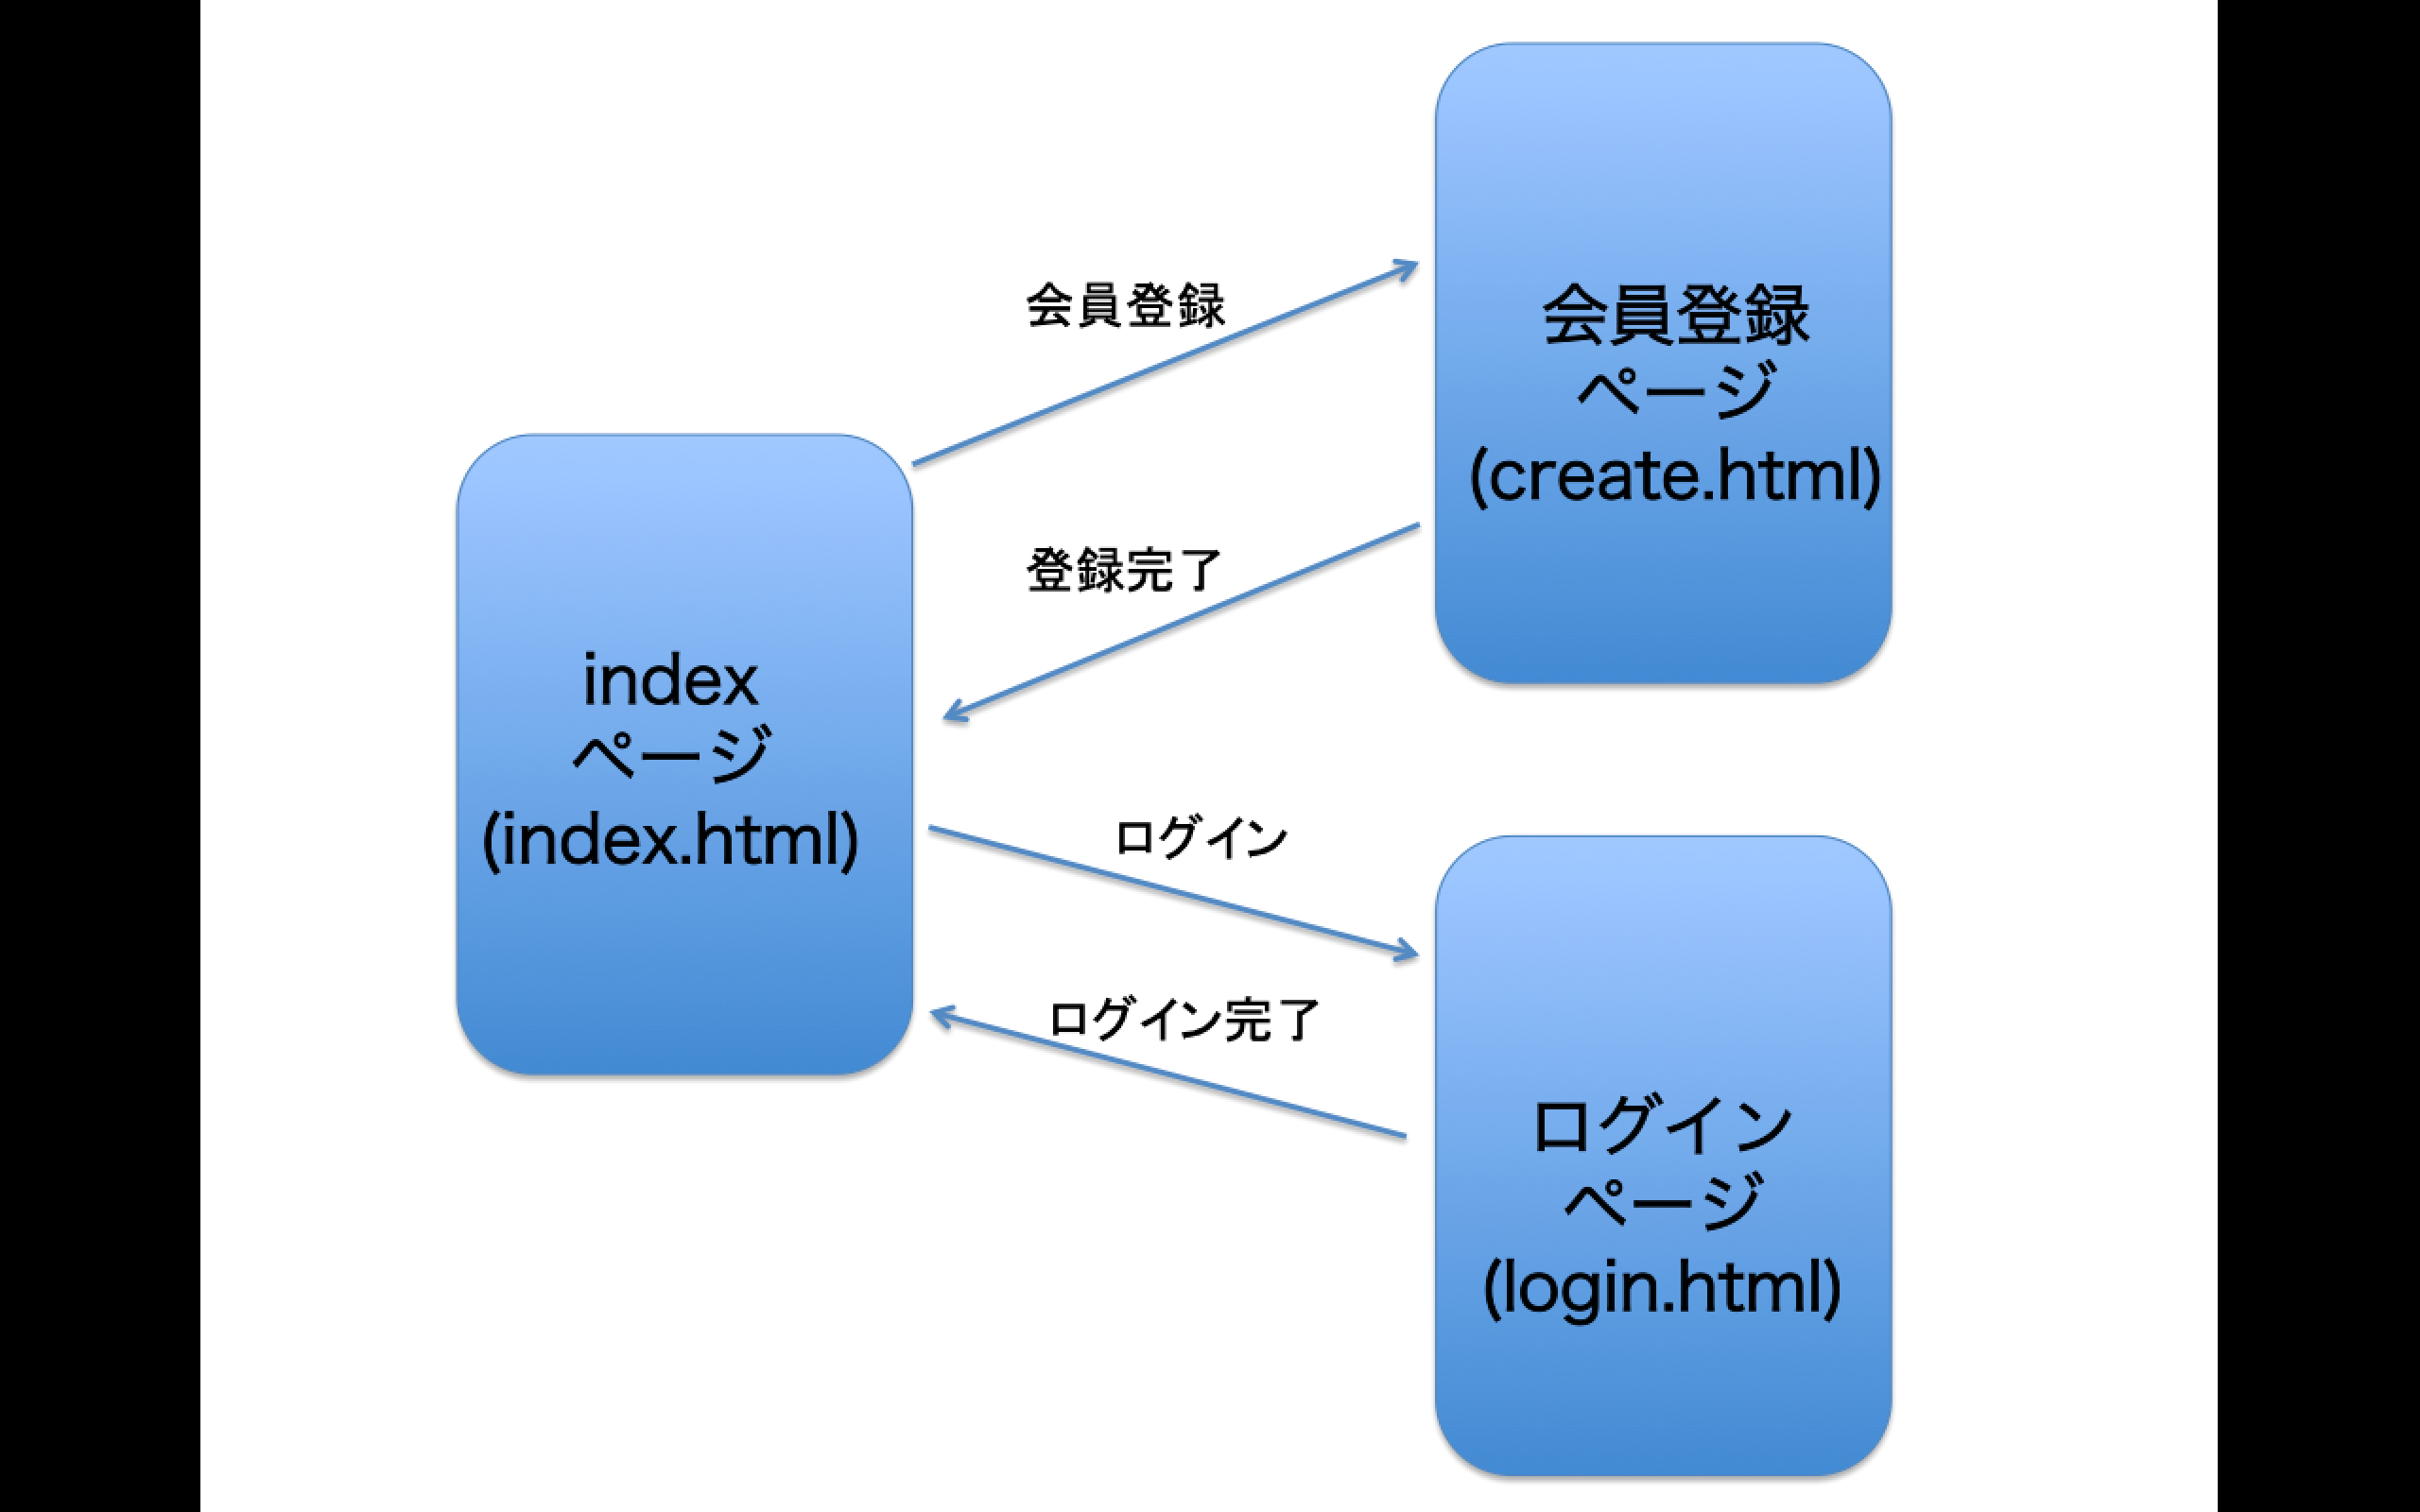 会員登録
会員登録
ページ
(create.html)
登録完了
index
ページ
(index.html)
ログイン
ログイン完了
ログイン
ページ
(login.html)